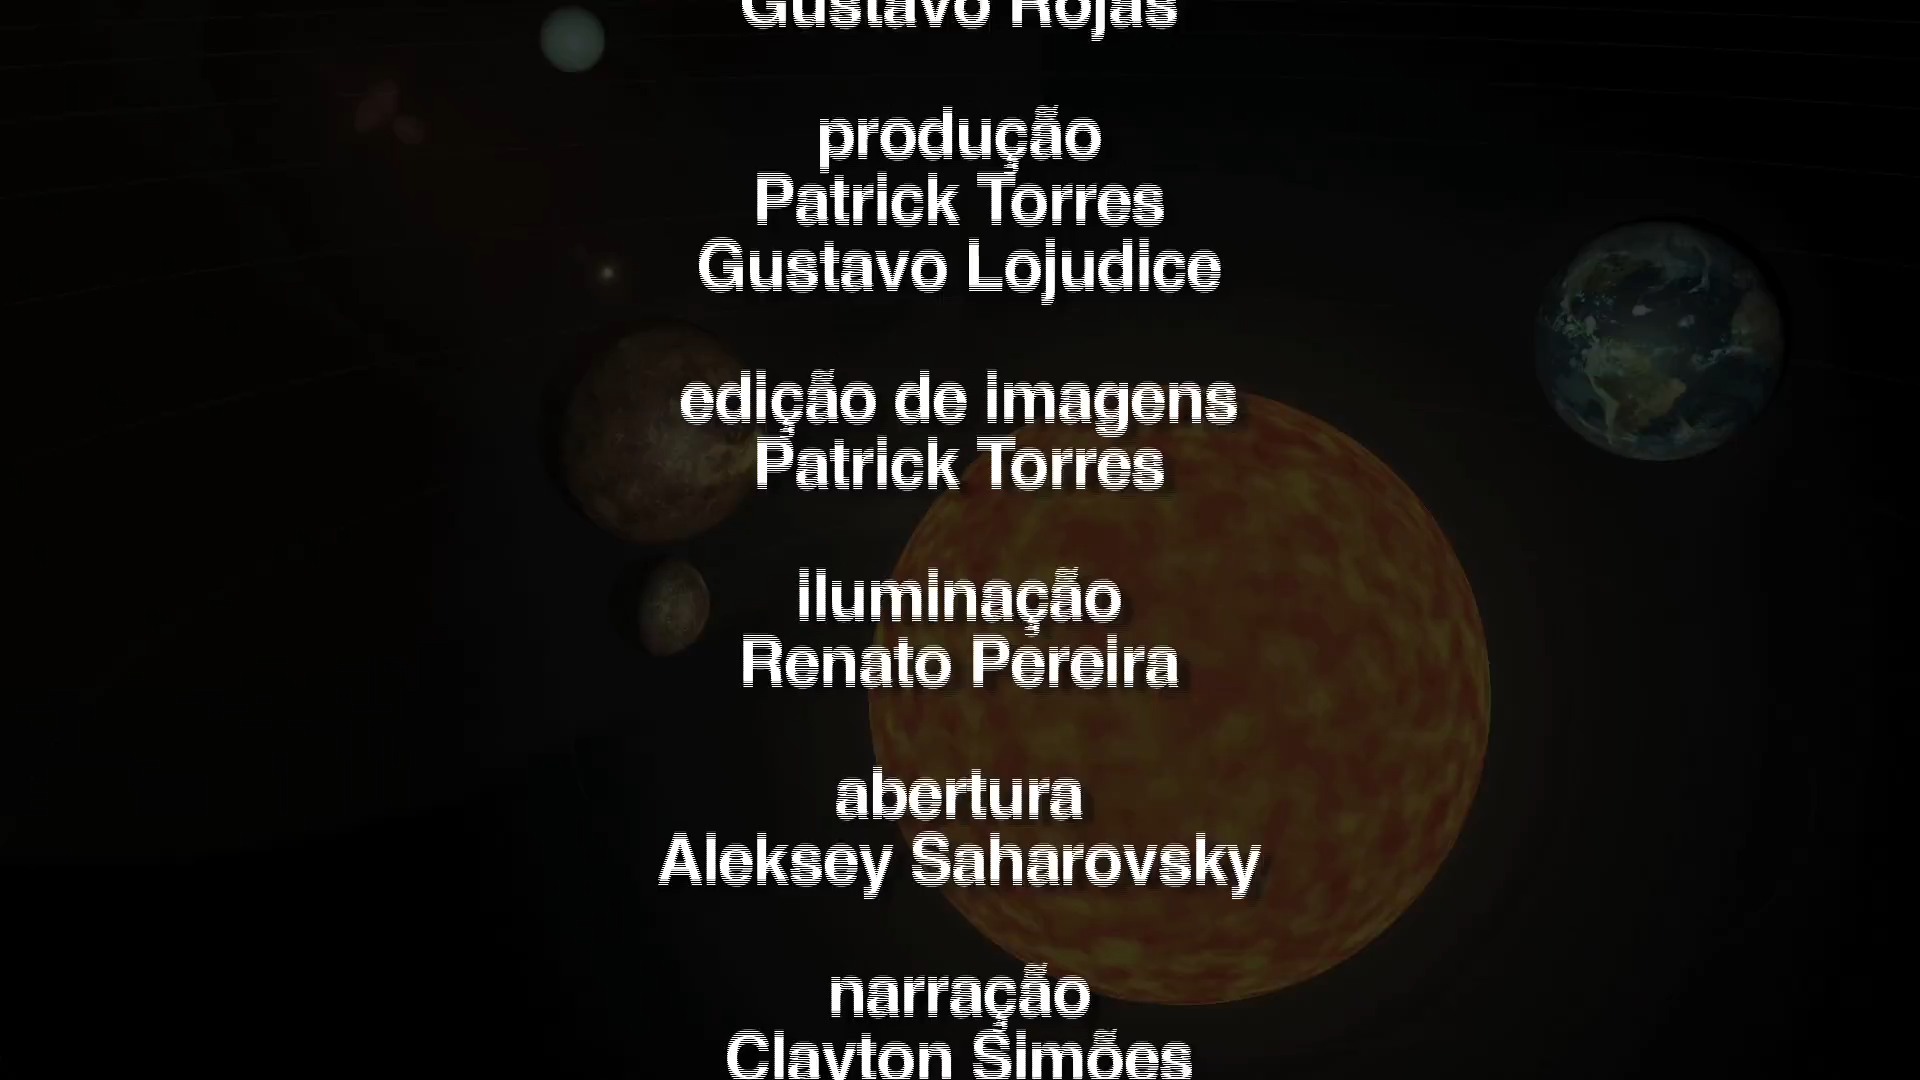 Gustavo Rojas
produção
Patrick Torres
Gustavo Lojudice
edição de imagens
Patrick Torres
iluminação
Renato Pereira
abertura
Aleksey Saharovsky
narração
Clayton Simões